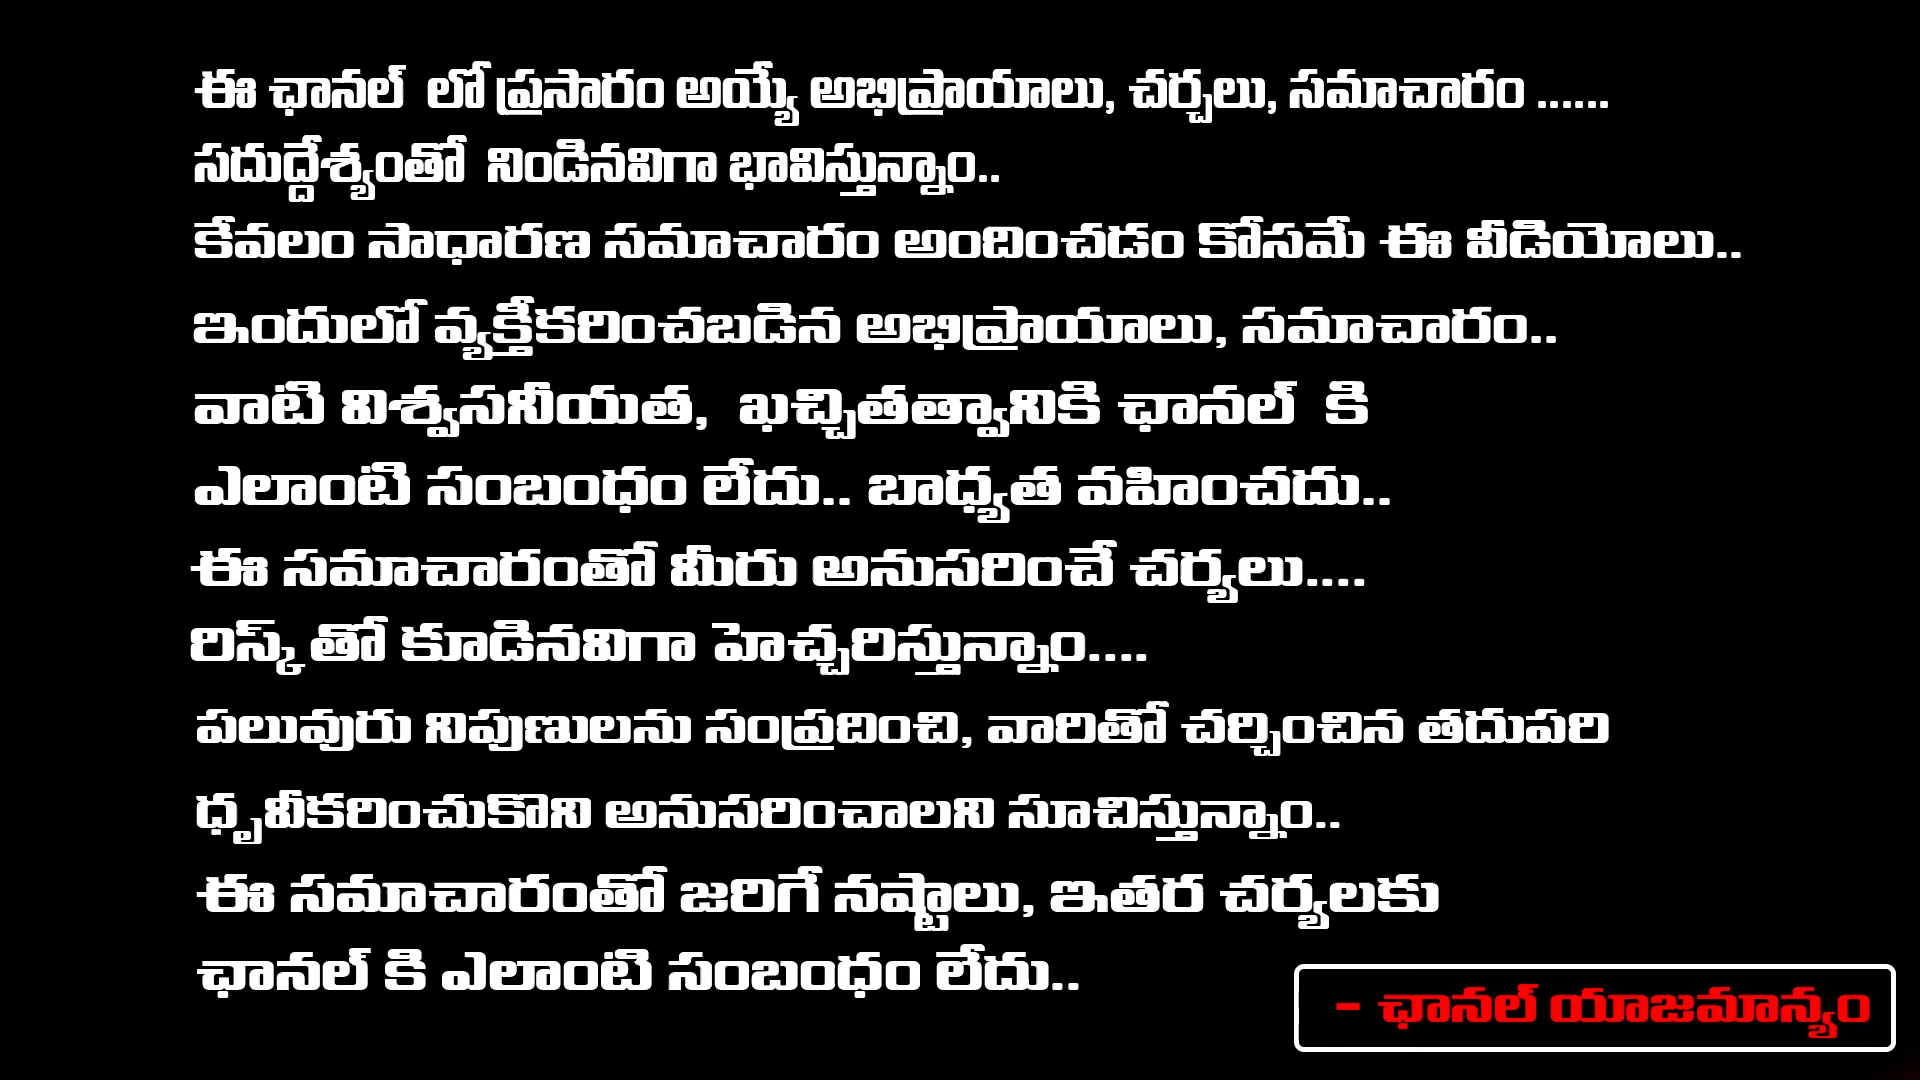 ఈ ఛానల్ లో ప్రసారం అయ్యే అభిప్రాయాలు, చర్చలు, సమాచారం ......
సదుద్దేశ్యంతో నిండినవిగా భావిస్తున్నాం..
కేవలం సాధారణ సమాచారం అందించడం కోసమే ఈ వీడియోలు..
ఇందులో వ్యక్తీకరించబడిన అభిప్రాయాలు, సమాచారం..
వాటి విశ్వసనీయత, ఖచ్చితత్వానికి ఛానల్ కి
ఎలాంటి సంబంధం లేదు.. బాధ్యత వహించదు..
ఈ సమాచారంతో మీరు అనుసరించే చర్యలు....
రిస్క్ తో కూడినవిగా హెచ్చరిస్తున్నాం....
పలువురు నిపుణులను సంప్రదించి, వారితో చర్చించిన తదుపరి
ధృవీకరించుకొని అనుసరించాలని సూచిస్తున్నాం..
ఈ సమాచారంతో జరిగే నష్టాలు, ఇతర చర్యలకు
ఛానల్ కి ఎలాంటి సంబంధం లేదు..
- ఛానల్ యాజమాన్యం